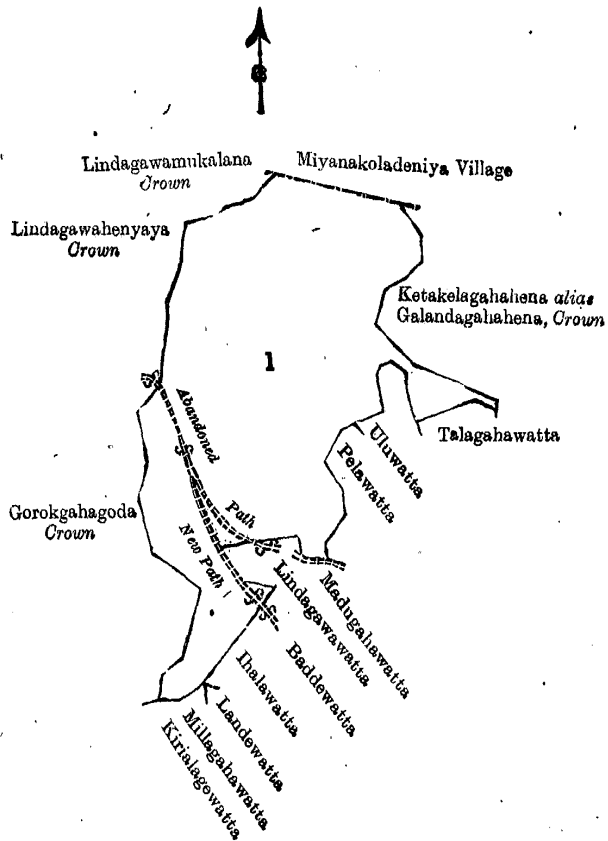 Lindagawamukalana
Crown
Miyanakoladeniya Village
Lindagawahenyaya
Crown
Ketakelagahahena alias
Galandagahahena, Crown
1
Abandoned
Path
Talagahawatta
Uluwatta
Pelawatta
Gorokgahagoda
Crown
New Path
Madugahawatta
Lindagawawatta
Baddewatta
Ihalawatta
Landewatta
Millagahawatta
Kirialagewatta